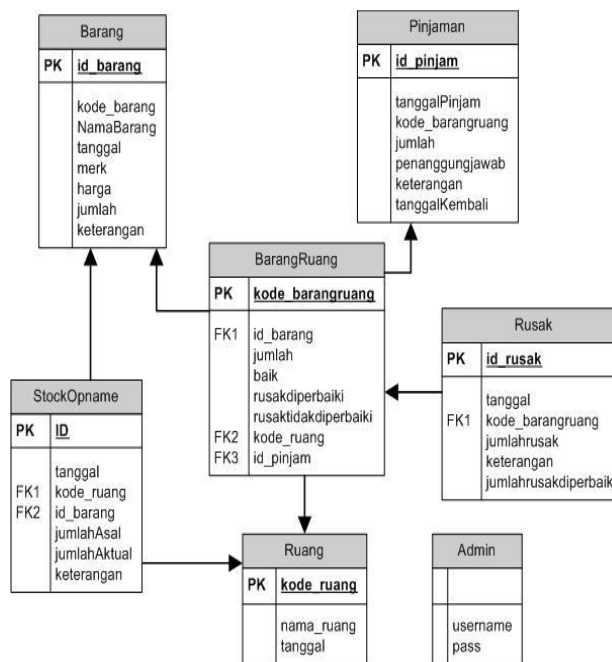 Barang
PK id_barang
kode_barang
NamaBarang
tanggal
merk
harga
jumlah
keterangan
Pinjaman
PK id_pinjam
tanggalPinjam
kode_barangruang
jumlah
penanggungjawab
keterangan
tanggalKembali
BarangRuang
PK kode_barangruang
FK1 id_barang
jumlah
baik
rusakdiperbaiki
rusaktidakdiperbaiki
FK2 kode_ruang
FK3 id_pinjam
Rusak
PK id_rusak
tanggal
FK1 kode_barangruang
jumlahrusak
keterangan
jumlahrusakdiperbaik
StockOpname
PK ID
tanggal
FK1 kode_ruang
FK2 id_barang
jumlahAsal
jumlahAktual
keterangan
Ruang
PK kode_ruang
nama_ruang
tanggal
Admin
username
pass